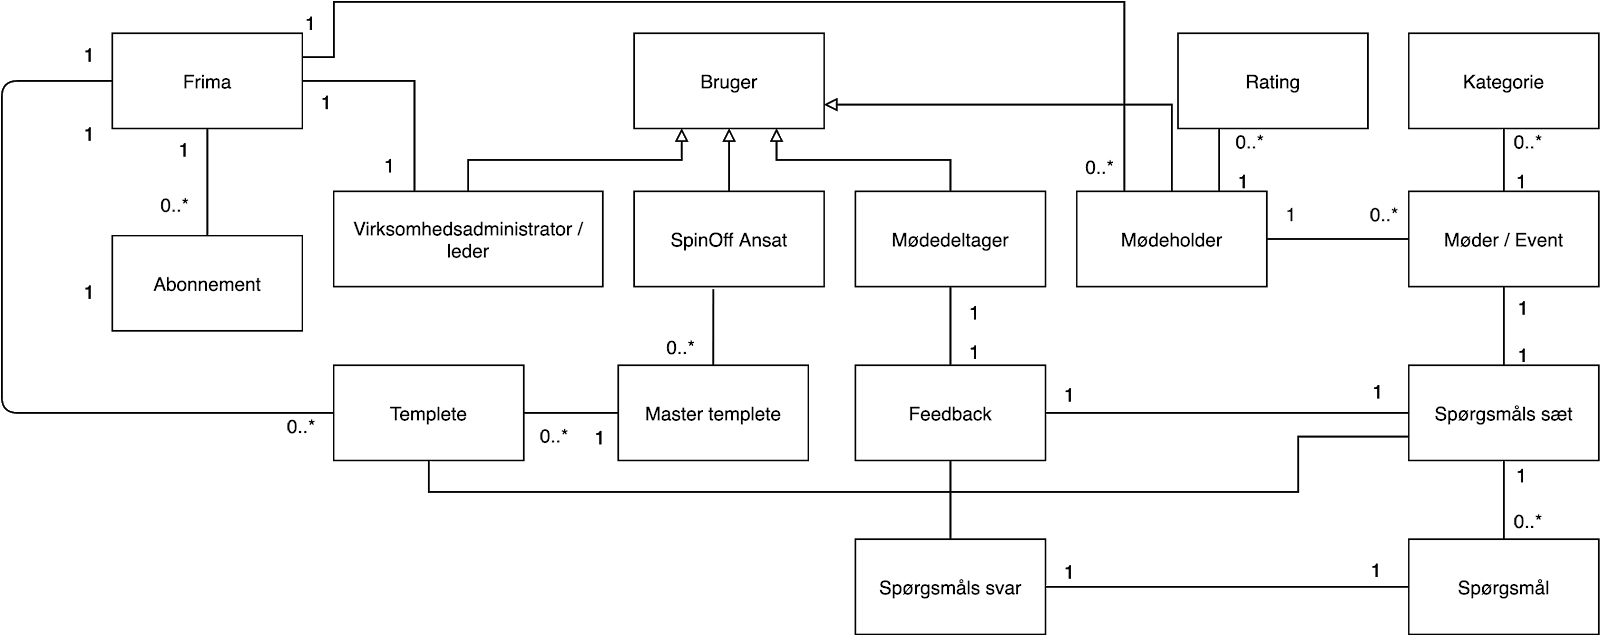 1
1
Frima
Bruger
Rating
Kategorie
1
1
1
0..*
0..*
1
0..*
1
1
0..*
1
0..*
Virksomhedsadministrator /
leder
SpinOff Ansat
Mødedeltager
Mødeholder
Møder / Event
Abonnement
1
1
1
0..*
1
1
1
1
Templete
Master templete
Feedback
Spørgsmåls sæt
0..*
0..*
1
1
0..*
1
1
Spørgsmåls svar
Spørgsmål